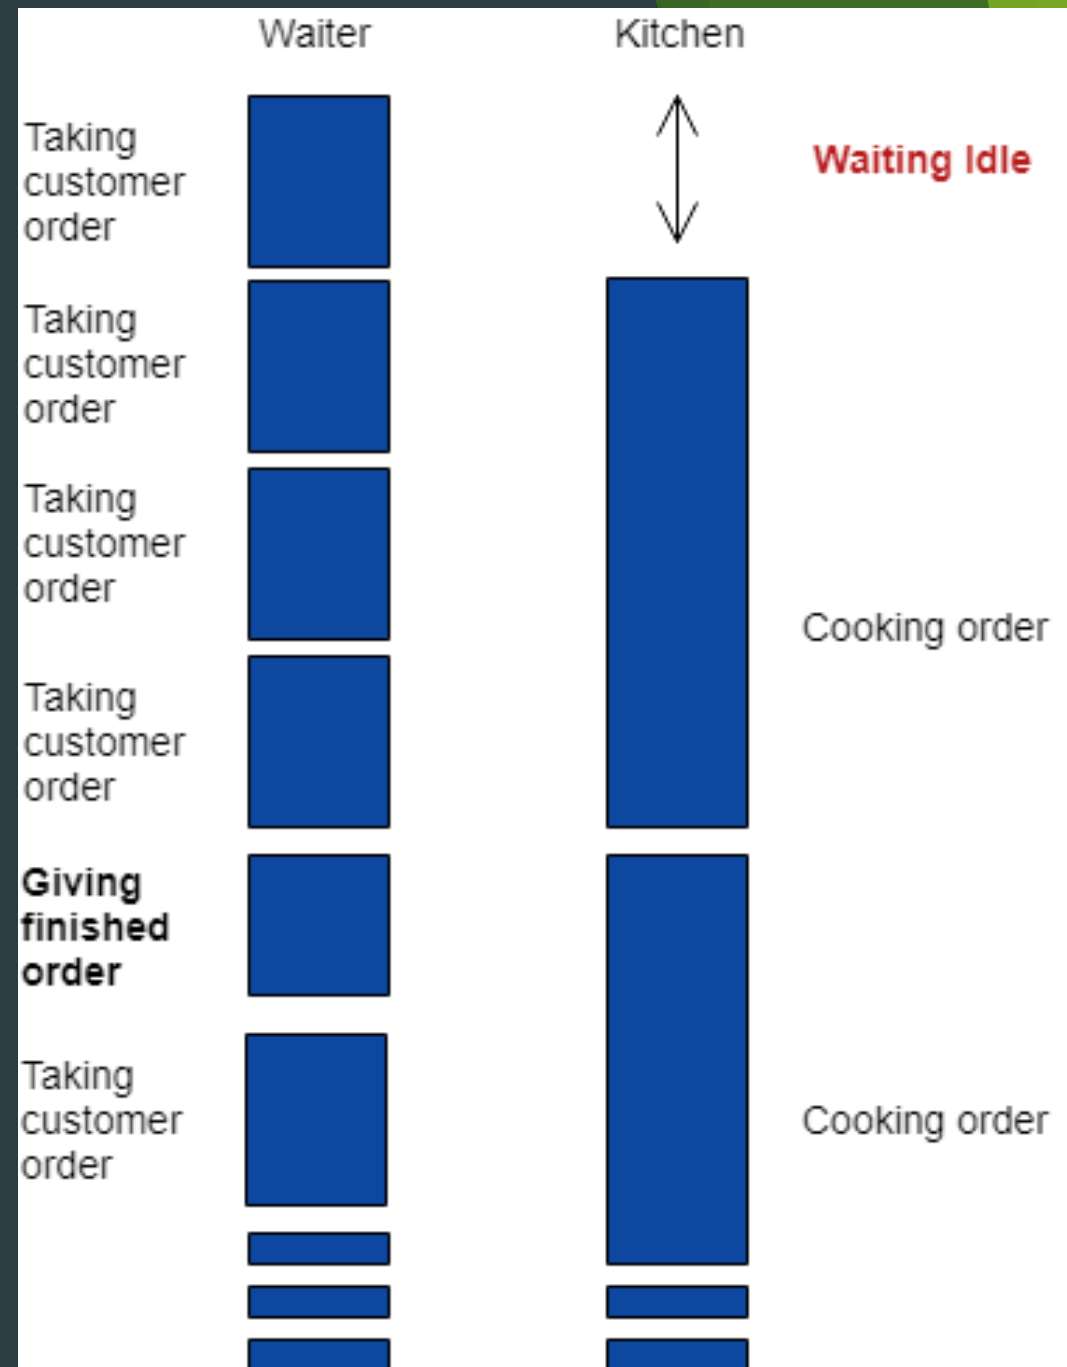 Waiter
Kitchen
Taking
customer
order
Waiting Idle
Taking
customer
order
Taking
customer
order
Cooking order
Taking
customer
order
Giving
finished
order
Taking
customer
order
Cooking order